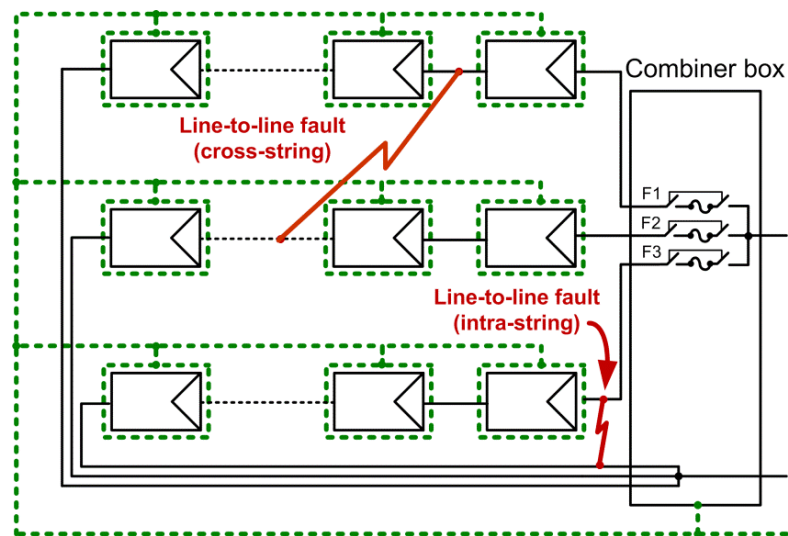 Combiner box
Line-to-line fault
(cross-string)
F1
F2
F3
Line-to-line fault
(intra-string)